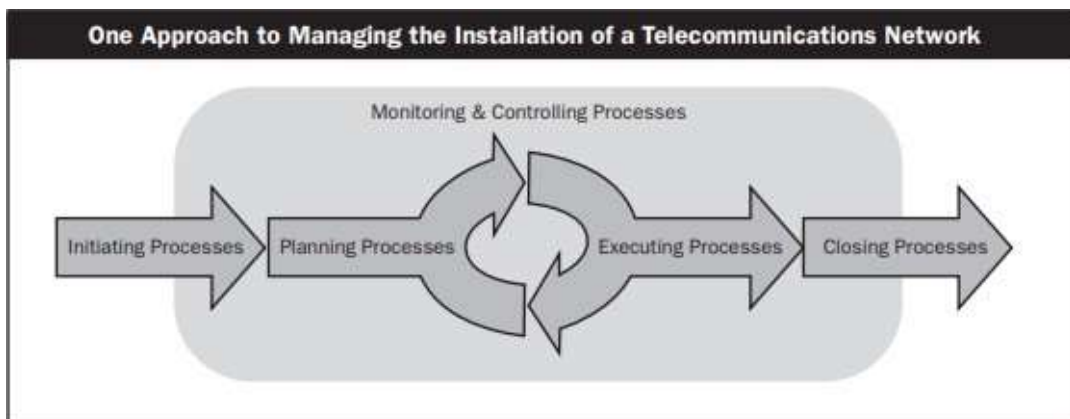 One Approach to Managing the Installation of a Telecommunications Network
Monitoring & Controlling Processes
Initiating Processes
Planning Processes
Executing Processes
Closing Processes